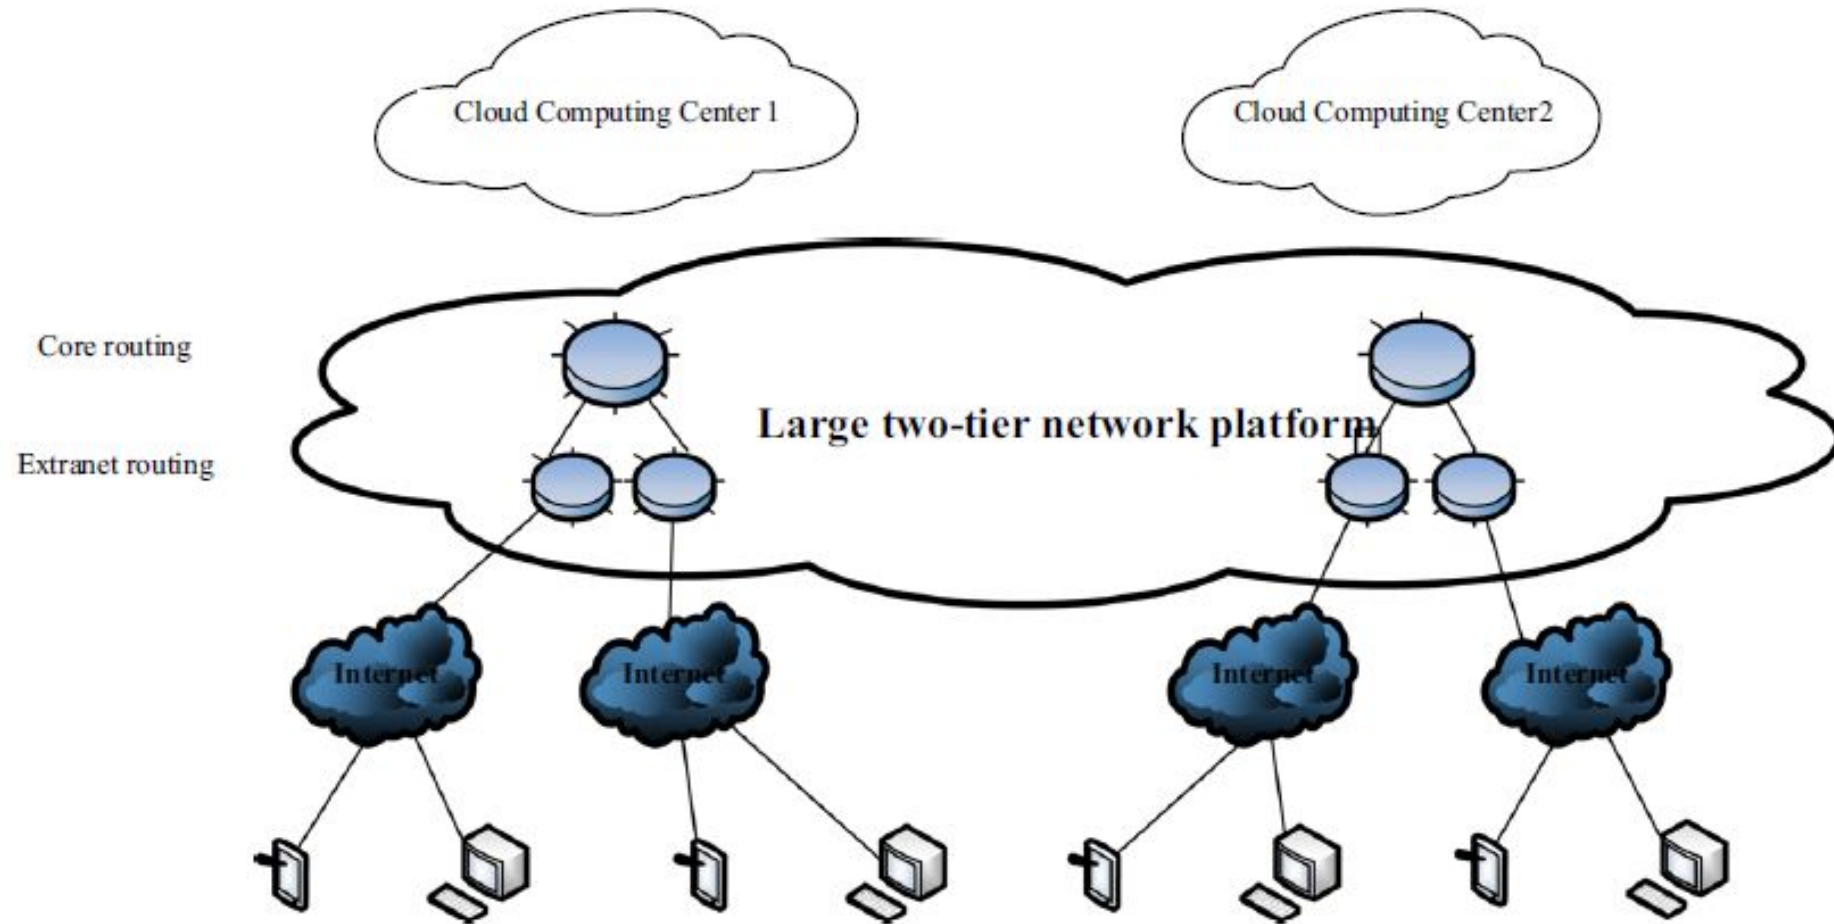 Cloud Computing Center 1
Cloud Computing Center2
Core routing
Large two-tier network platform
Extranet routing
Internet
Internet
Internet
Internet